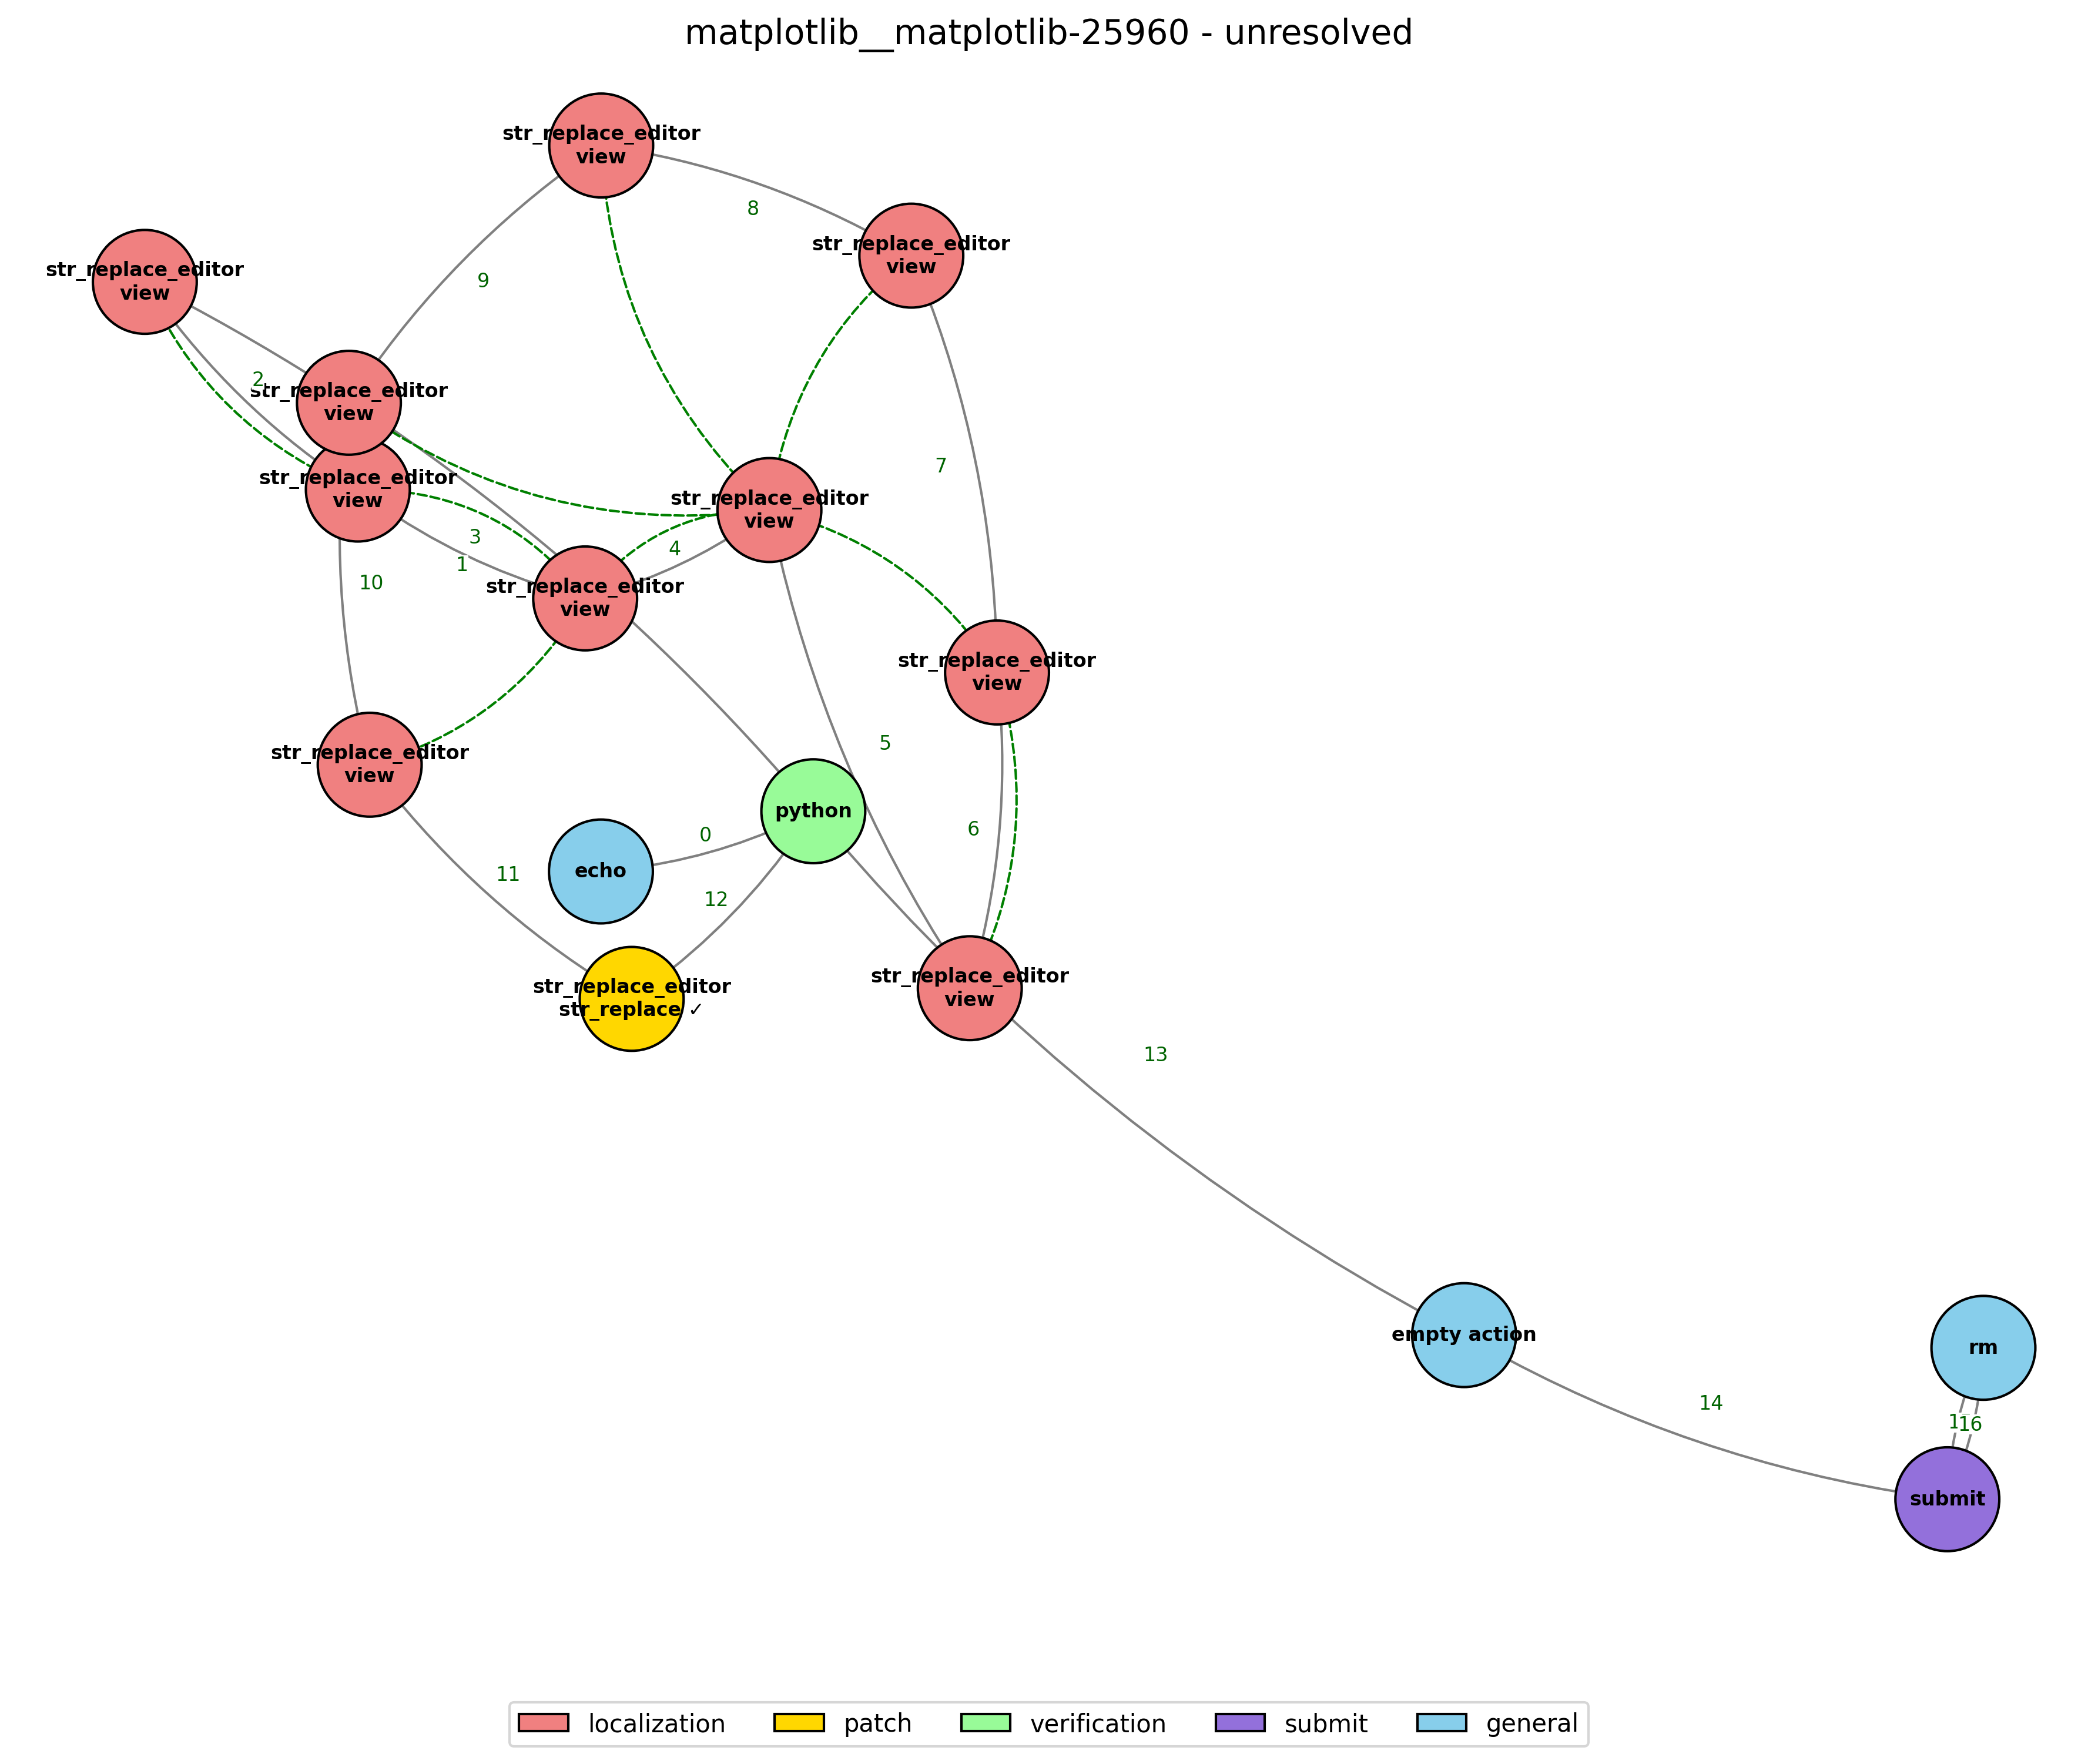 matplotlib__matplotlib-25960 - unresolved
str_replace_editor
view
8
str_replace_editor
view
9
str_replace_editor
view
2
str_replace_editor
view
7
str_replace_editor
view
str_replace_editor
view
3
4
1
10
str_replace_editor
view
str_replace_editor
view
5
str_replace_editor
view
python
0
6
echo
11
12
str_replace_editor
str_replace ✓
str_replace_editor
view
13
empty action
rm
14
16
submit
localization
patch
verification
submit
general